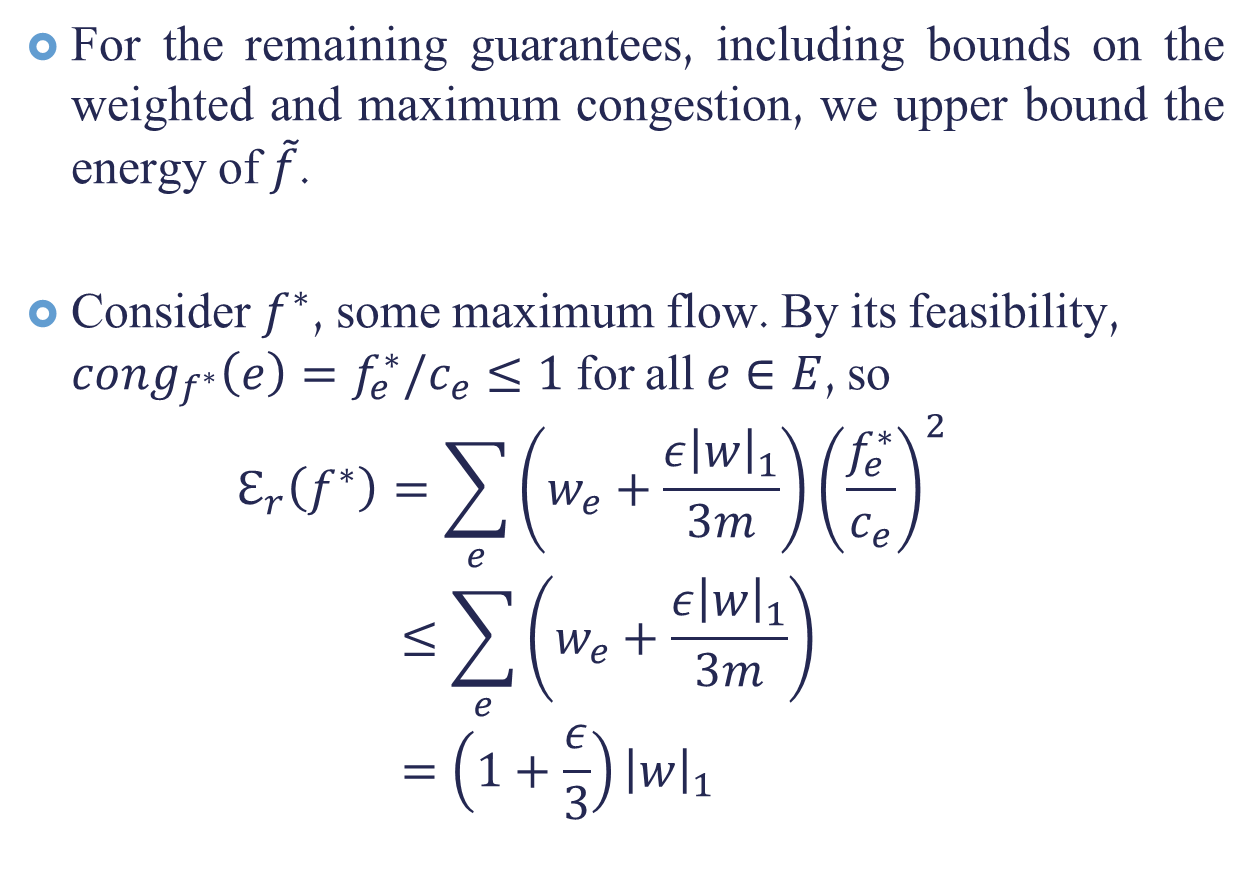 For the remaining guarantees, including bounds on the
weighted and maximum congestion, we upper bound the
energy of f̃.
Consider f*, some maximum flow. By its feasibility,
cong_{f*}(e) = f_e^*/c_e ≤ 1 for all e ∈ E, so
ℰ_r(f*) = ∑_e (w_e + ϵ|w|_1 / 3m) (f_e^* / c_e)^2
≤ ∑_e (w_e + ϵ|w|_1 / 3m)
= (1 + ϵ/3) |w|_1